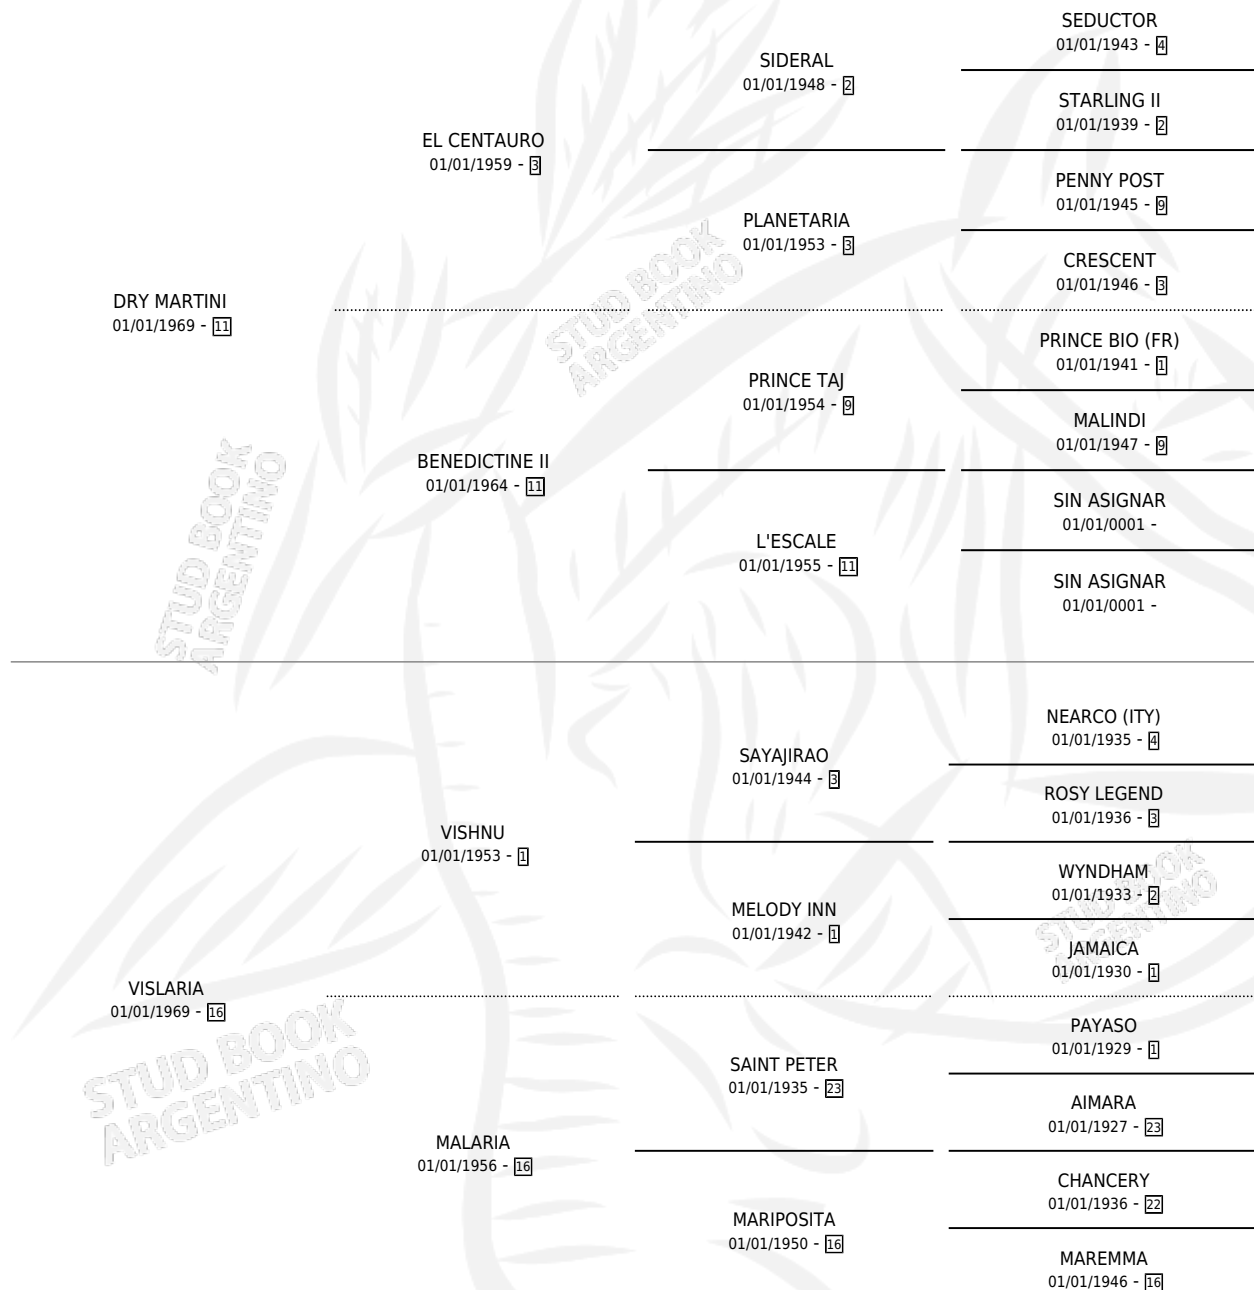 SEDUCTOR
01/01/1943 - 4
SIDERAL
01/01/1948 - 2
STARLING II
01/01/1939 - 2
EL CENTAURO
01/01/1959 - 3
PENNY POST
01/01/1945 - 9
PLANETARIA
01/01/1953 - 3
CRESCENT
01/01/1946 - 3
DRY MARTINI
01/01/1969 - 11
PRINCE BIO (FR)
01/01/1941 - 1
PRINCE TAJ
01/01/1954 - 9
MALINDI
01/01/1947 - 9
BENEDICTINE II
01/01/1964 - 11
SIN ASIGNAR
01/01/0001 -
L'ESCALE
01/01/1955 - 11
SIN ASIGNAR
01/01/0001 -
STUD BOOK
ARGENTINO
STUD BOOK
ARGENTINO
NEARCO (ITY)
01/01/1935 - 4
SAYAJIRAO
01/01/1944 - 3
ROSY LEGEND
01/01/1936 - 3
VISHNU
01/01/1953 - 1
WYNDHAM
01/01/1933 - 2
MELODY INN
01/01/1942 - 1
JAMAICA
01/01/1930 - 1
VISLARIA
01/01/1969 - 16
PAYASO
01/01/1929 - 1
SAINT PETER
01/01/1935 - 23
AIMARA
01/01/1927 - 23
MALARIA
01/01/1956 - 16
CHANCERY
01/01/1936 - 22
MARIPOSITA
01/01/1950 - 16
MAREMMA
01/01/1946 - 16
STUD BOOK
ARGENTINO
STUD BOOK
ARGENTINO